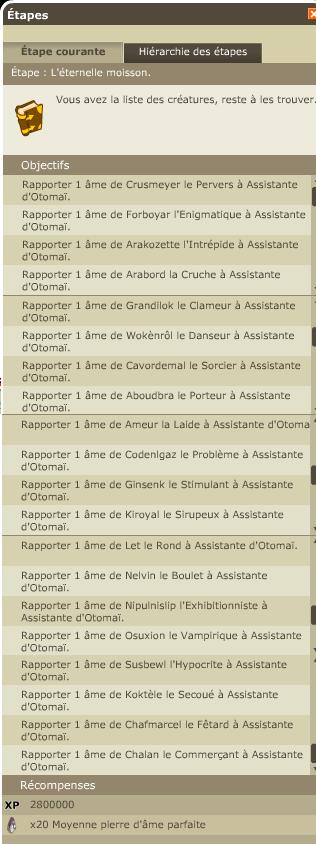 Étapes
Étape courante
Hiérarchie des étapes
Étape : L'éternelle moisson.
Vous avez la liste des créatures, reste à les trouver.
Objectifs
Rapporter 1 âme de Crusmeyer le Pervers à Assistante
d'Otomaï.
Rapporter 1 âme de Forboyar l'Enigmatique à Assistante
d'Otomaï.
Rapporter 1 âme de Arakozette l'Intrépide à Assistante
d'Otomaï.
Rapporter 1 âme de Arabord la Cruche à Assistante
d'Otomaï.
Rapporter 1 âme de Grandilok le Clameur à Assistante
d'Otomaï.
Rapporter 1 âme de Wokènrôl le Danseur à Assistante
d'Otomaï.
Rapporter 1 âme de Cavordemal le Sorcier à Assistante
d'Otomaï.
Rapporter 1 âme de Aboudbra le Porteur à Assistante
d'Otomaï.
Rapporter 1 âme de Ameur la Laide à Assistante d'Otoma
Rapporter 1 âme de Codenlgaz le Problème à Assistante
d'Otomaï.
Rapporter 1 âme de Ginsenk le Stimulant à Assistante
d'Otomaï.
Rapporter 1 âme de Kiroyal le Sirupeux à Assistante
d'Otomaï.
Rapporter 1 âme de Let le Rond à Assistante d'Otomaï.
Rapporter 1 âme de Nelvin le Boulet à Assistante
d'Otomaï.
Rapporter 1 âme de Nipulnislip l'Exhibitionniste à
Assistante d'Otomaï.
Rapporter 1 âme de Osuxion le Vampirique à Assistante
d'Otomaï.
Rapporter 1 âme de Susbewl l'Hypocrite à Assistante
d'Otomaï.
Rapporter 1 âme de Koktèle le Secoué à Assistante
d'Otomaï.
Rapporter 1 âme de Chafmarcel le Fêtard à Assistante
d'Otomaï.
Rapporter 1 âme de Chalan le Commerçant à Assistante
d'Otomaï.
Récompenses
XP 2800000
x20 Moyenne pierre d'âme parfaite